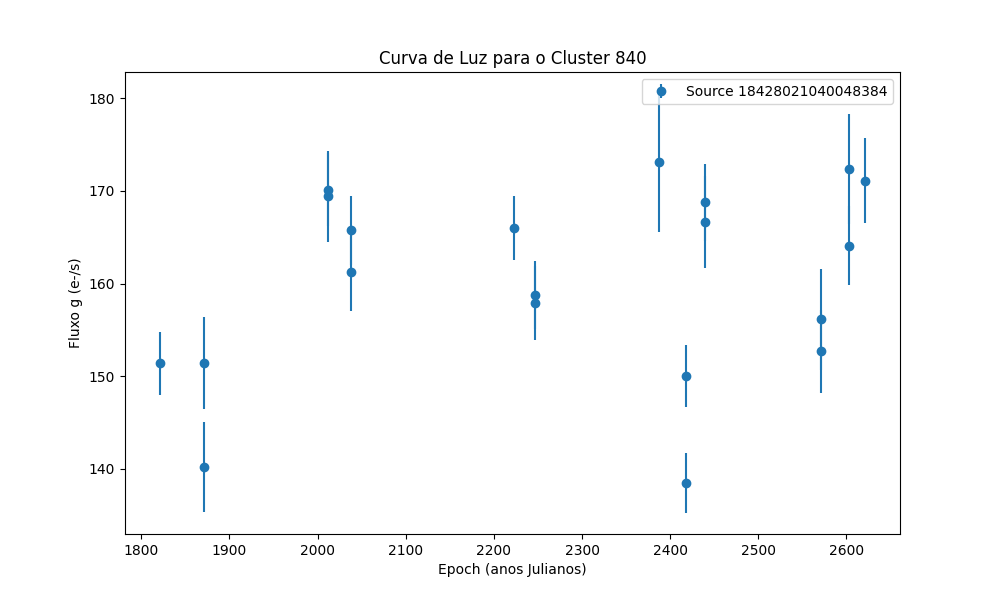 Curva de Luz para o Cluster 840
Source 18428021040048384
Fluxo g (e-/s)
180
170
160
150
140
1800 1900 2000 2100 2200 2300 2400 2500 2600
Epoch (anos Julianos)